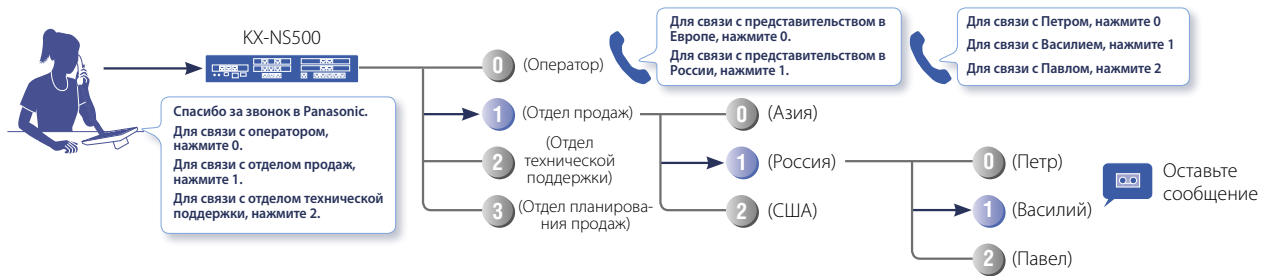 KX-NS500
Спасибо за звонок в Panasonic.
Для связи с оператором,
нажмите 0.
Для связи с отделом продаж,
нажмите 1.
Для связи с отделом технической
поддержки, нажмите 2.
0 (Оператор)
1 (Отдел продаж)
2 (Отдел
технической
поддержки)
3 (Отдел планирова-
ния продаж)
Для связи с представительством в
Европе, нажмите 0.
Для связи с представительством в
России, нажмите 1.
0 (Азия)
1 (Россия)
2 (США)
Для связи с Петром, нажмите 0
Для связи с Василием, нажмите 1
Для связи с Павлом, нажмите 2
0 (Петр)
1 (Василий)
2 (Павел)
Оставьте
сообщение